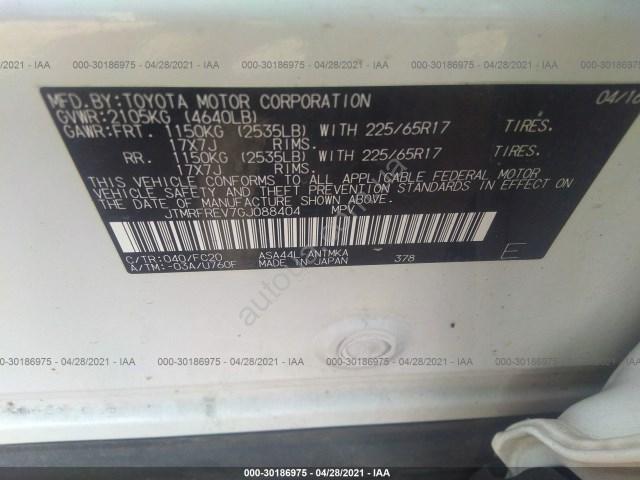 000-30186975 - 04/28/2021 - IAA
MFD.BY:TOYOTA MOTOR CORPORATION 04/16
GVWR:2105KG (4640LB)
GAWR:FRT. 1150KG (2535LB) WITH 225/65R17 TIRES.
17X7J RIMS.
RR. 1150KG (2535LB) WITH 225/65R17 TIRES.
17X7J RIMS.
THIS VEHICLE CONFORMS TO ALL APPLICABLE FEDERAL MOTOR
VEHICLE SAFETY AND THEFT PREVENTION STANDARDS IN EFFECT ON
THE DATE OF MANUFACTURE SHOWN ABOVE.
JTMRFREV7GJ088404 MPV
C/TR:040/FC20 ASA44L ANTMKA
A/TM:-03A/U760F MADE IN JAPAN 378 E
000-30186975 - 04/28/2021 - IAA
000-30186975 - 04/28/2021 - IAA